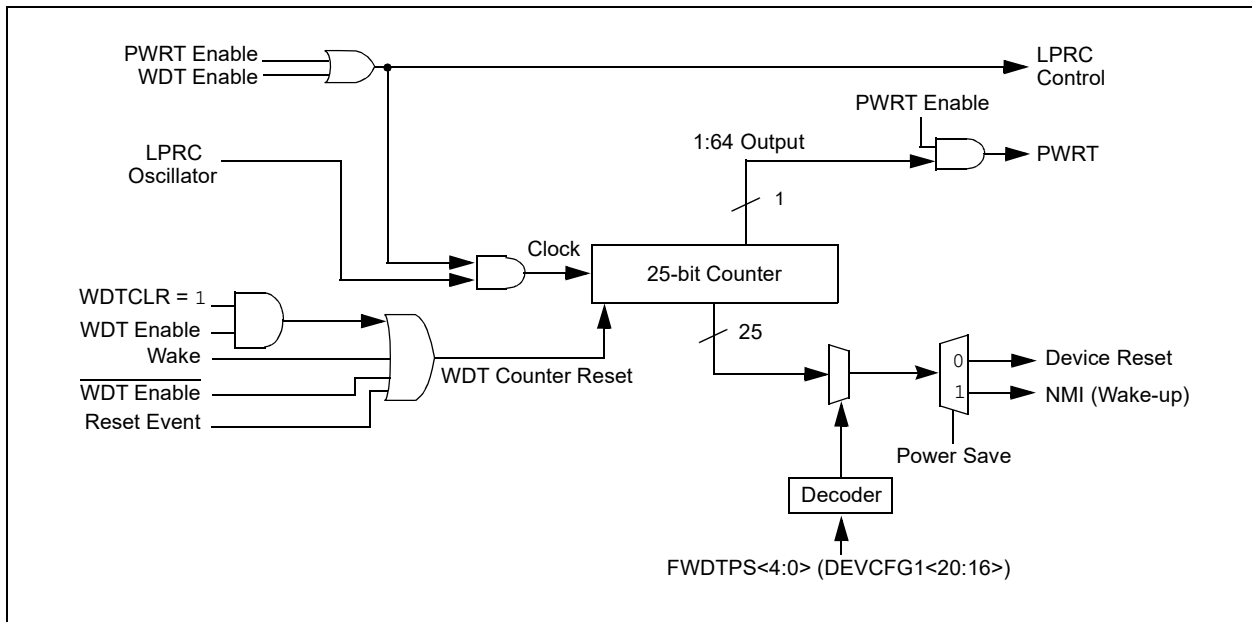 PWRT Enable
WDT Enable
LPRC
Control
PWRT Enable
1:64 Output
PWRT
LPRC
Oscillator
1
Clock
25-bit Counter
WDTCLR = 1
WDT Enable
Wake
WDT Enable
Reset Event
WDT Counter Reset
25
0
Device Reset
1
NMI (Wake-up)
Power Save
Decoder
FWDTPS<4:0> (DEVCFG1<20:16>)